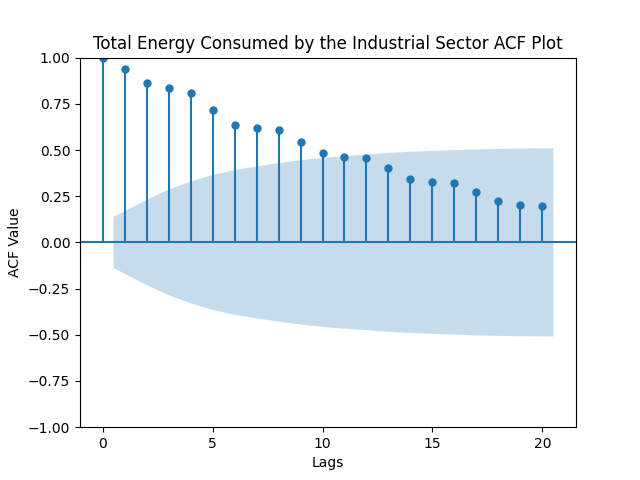 Total Energy Consumed by the Industrial Sector ACF Plot
1.00
0.75
0.50
0.25
0.00
−0.25
−0.50
−0.75
−1.00
ACF Value
0 5 10 15 20
Lags